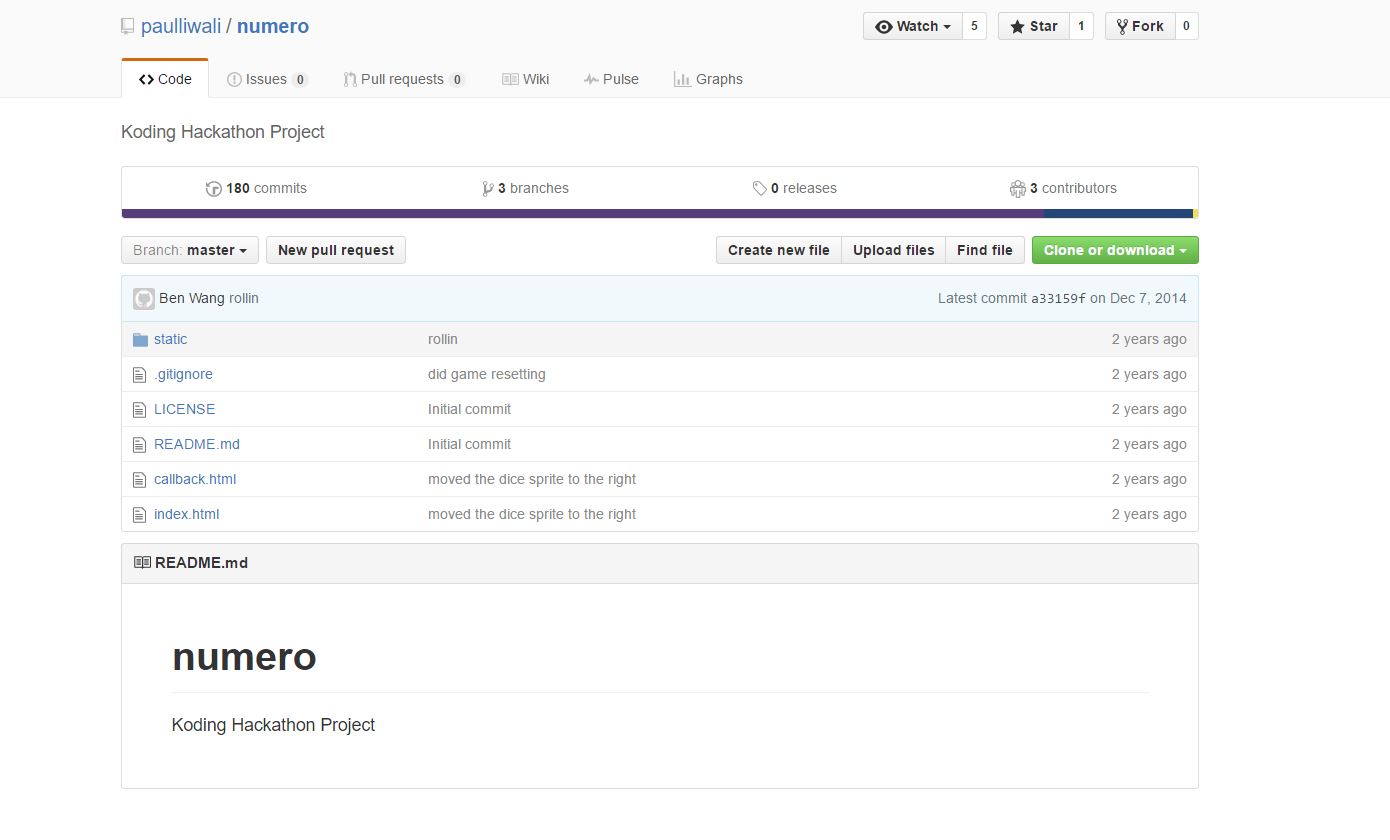 paulliwali / numero
Watch 5 Star 1 Fork 0
Code Issues 0 Pull requests 0 Wiki Pulse Graphs
Koding Hackathon Project
180 commits 3 branches 0 releases 3 contributors
Branch: master New pull request Create new file Upload files Find file Clone or download
Ben Wang rollin Latest commit a33159f on Dec 7, 2014
static rollin 2 years ago
.gitignore did game resetting 2 years ago
LICENSE Initial commit 2 years ago
README.md Initial commit 2 years ago
callback.html moved the dice sprite to the right 2 years ago
index.html moved the dice sprite to the right 2 years ago
README.md
numero
Koding Hackathon Project